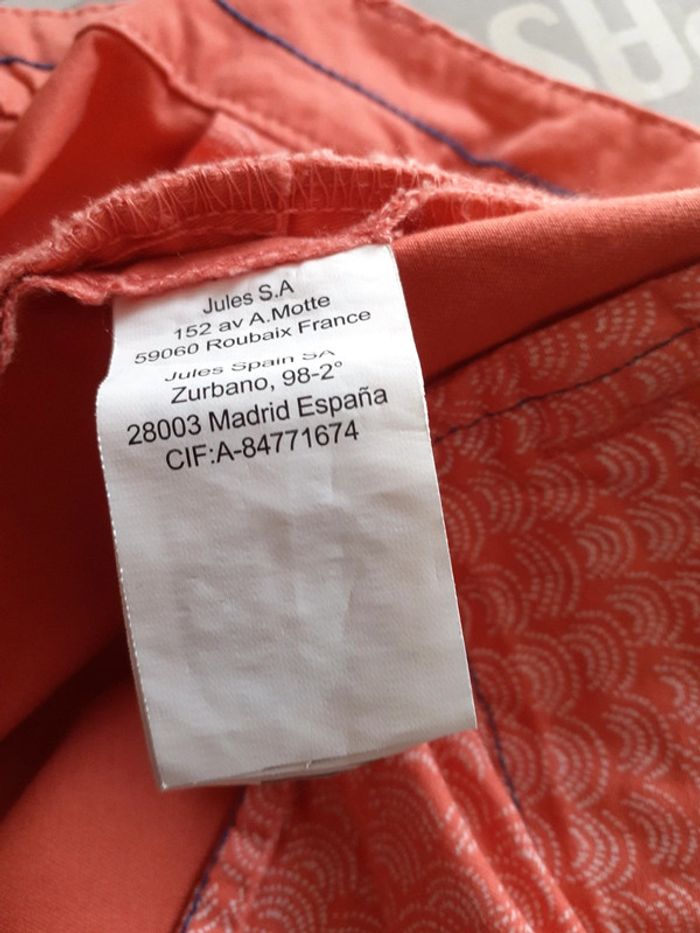 Jules S.A
152 av A.Motte
59060 Roubaix France
Jules Spain SA
Zurbano, 98-2°
28003 Madrid España
CIF:A-84771674